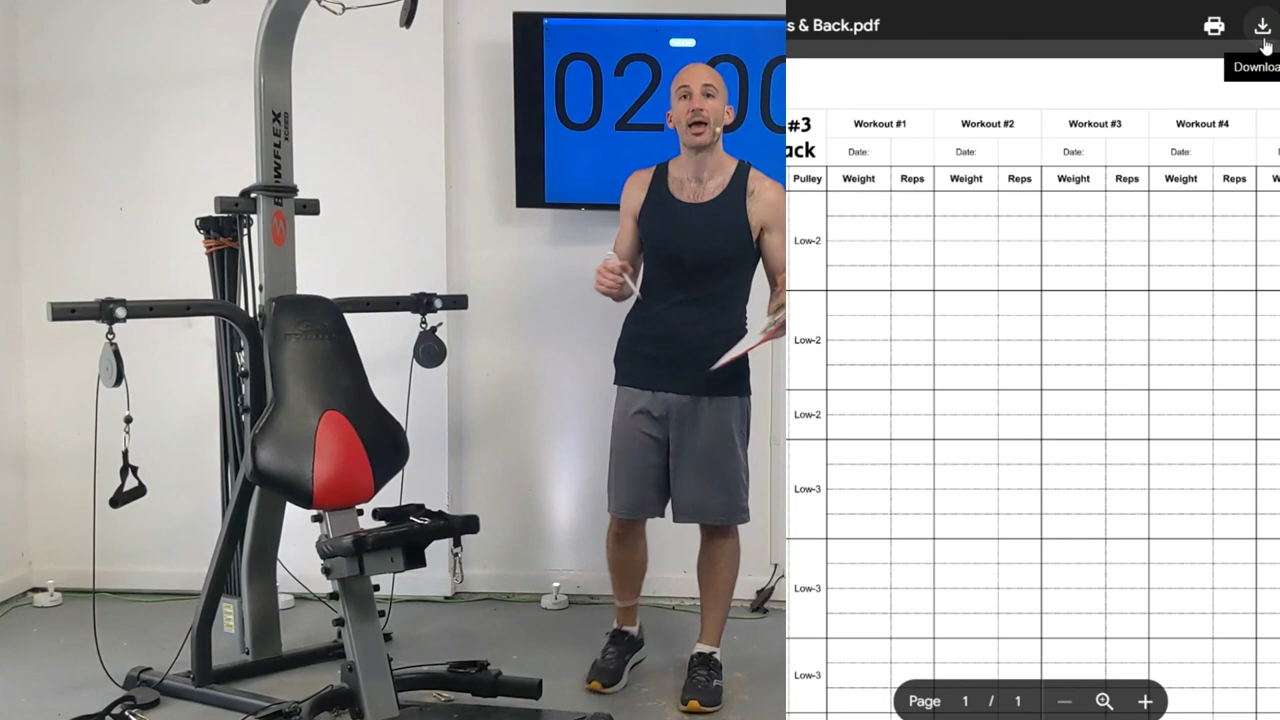 02:00
BOWFLEX
XCEED
s & Back.pdf
Downloa
#3
ack
Workout #1
Workout #2
Workout #3
Workout #4
Date:
Date:
Date:
Date:
Pulley
Weight
Reps
Weight
Reps
Weight
Reps
Weight
Reps
W
Low-2
Low-2
Low-2
Low-3
Low-3
Low-3
Page 1 / 1